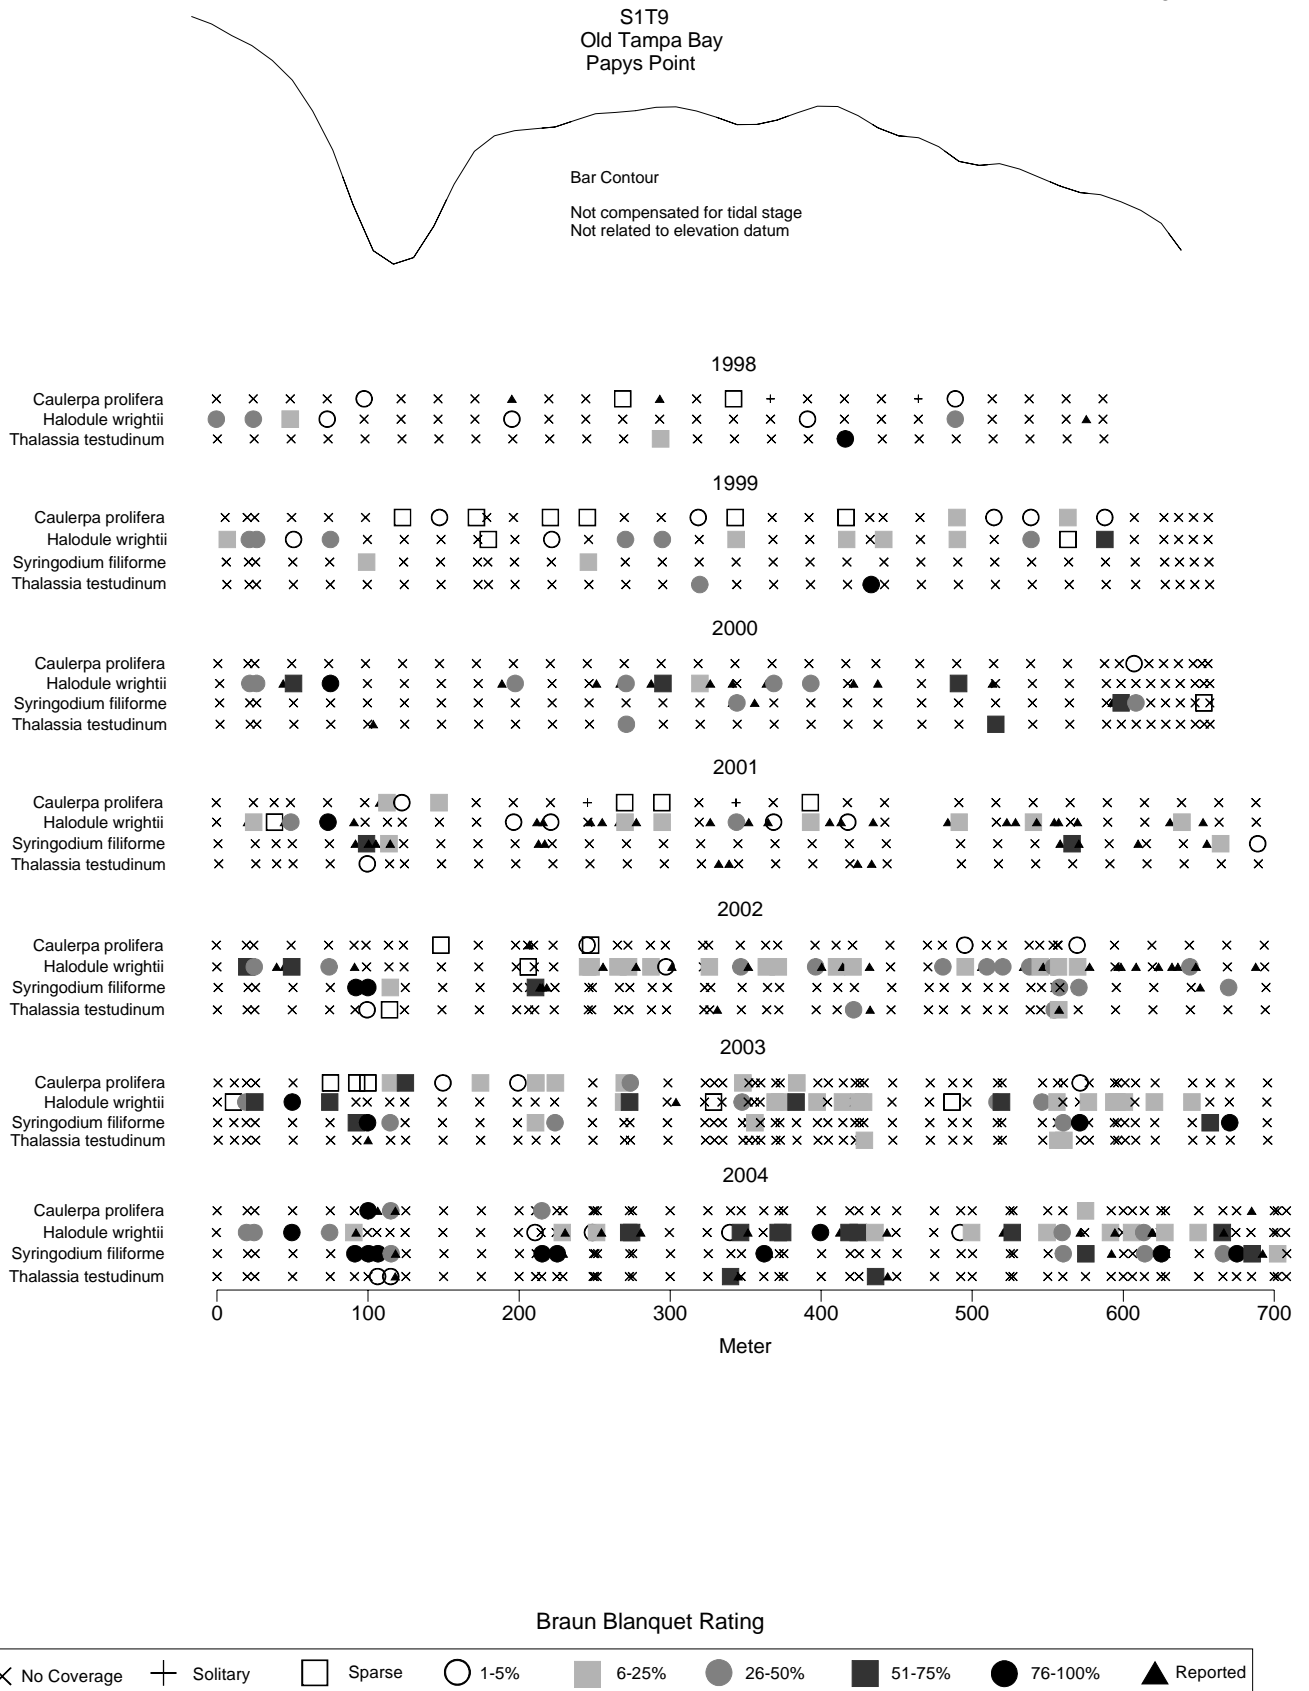 S1T9
Old Tampa Bay
Papys Point
Bar Contour
Not compensated for tidal stage
Not related to elevation datum
1998
Caulerpa prolifera
Halodule wrightii
Thalassia testudinum
1999
Caulerpa prolifera
Halodule wrightii
Syringodium filiforme
Thalassia testudinum
2000
Caulerpa prolifera
Halodule wrightii
Syringodium filiforme
Thalassia testudinum
2001
Caulerpa prolifera
Halodule wrightii
Syringodium filiforme
Thalassia testudinum
2002
Caulerpa prolifera
Halodule wrightii
Syringodium filiforme
Thalassia testudinum
2003
Caulerpa prolifera
Halodule wrightii
Syringodium filiforme
Thalassia testudinum
2004
Caulerpa prolifera
Halodule wrightii
Syringodium filiforme
Thalassia testudinum
0 100 200 300 400 500 600 700
Meter
Braun Blanquet Rating
No Coverage Solitary Sparse 1-5% 6-25% 26-50% 51-75% 76-100% Reported